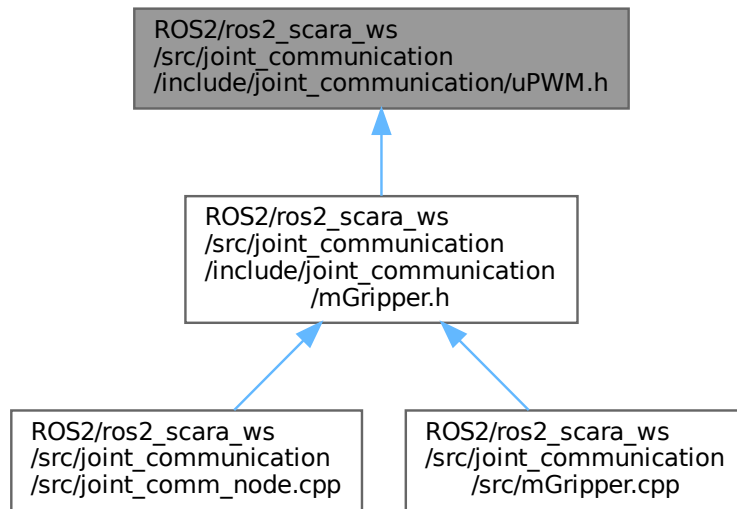 ROS2/ros2_scara_ws
/src/joint_communication
/include/joint_communication/uPWM.h
ROS2/ros2_scara_ws
/src/joint_communication
/include/joint_communication
/mGripper.h
ROS2/ros2_scara_ws
/src/joint_communication
/src/joint_comm_node.cpp
ROS2/ros2_scara_ws
/src/joint_communication
/src/mGripper.cpp